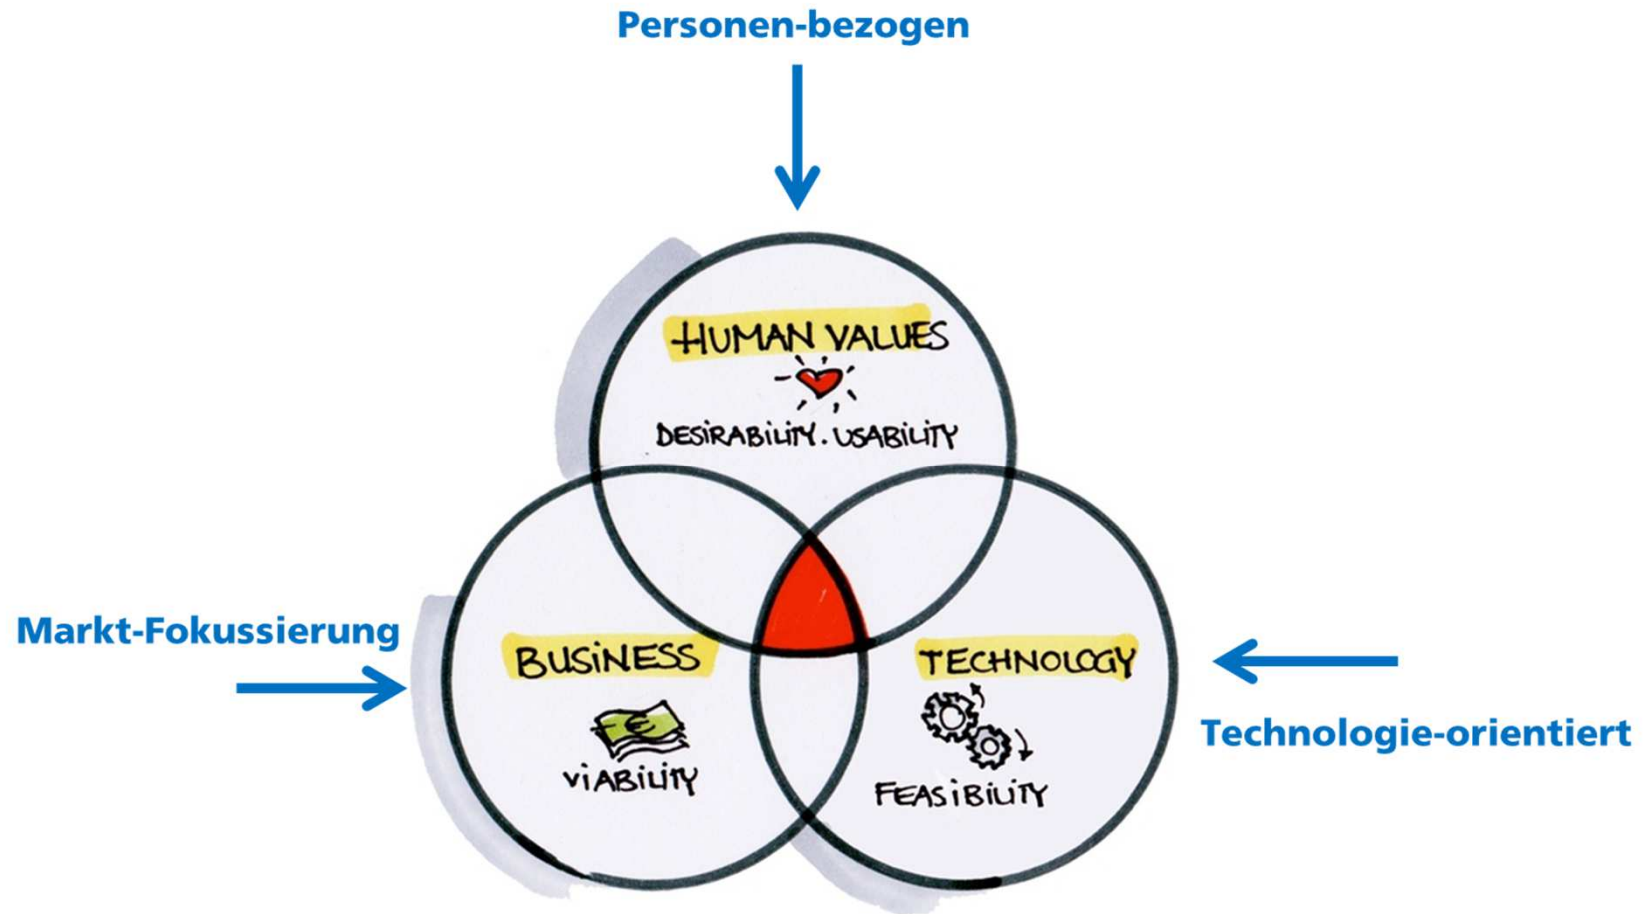 Personen-bezogen
HUMAN VALUES
DESIRABILITY. USABILITY
Markt-Fokussierung
BUSINESS
VIABILITY
TECHNOLOGY
FEASIBILITY
Technologie-orientiert